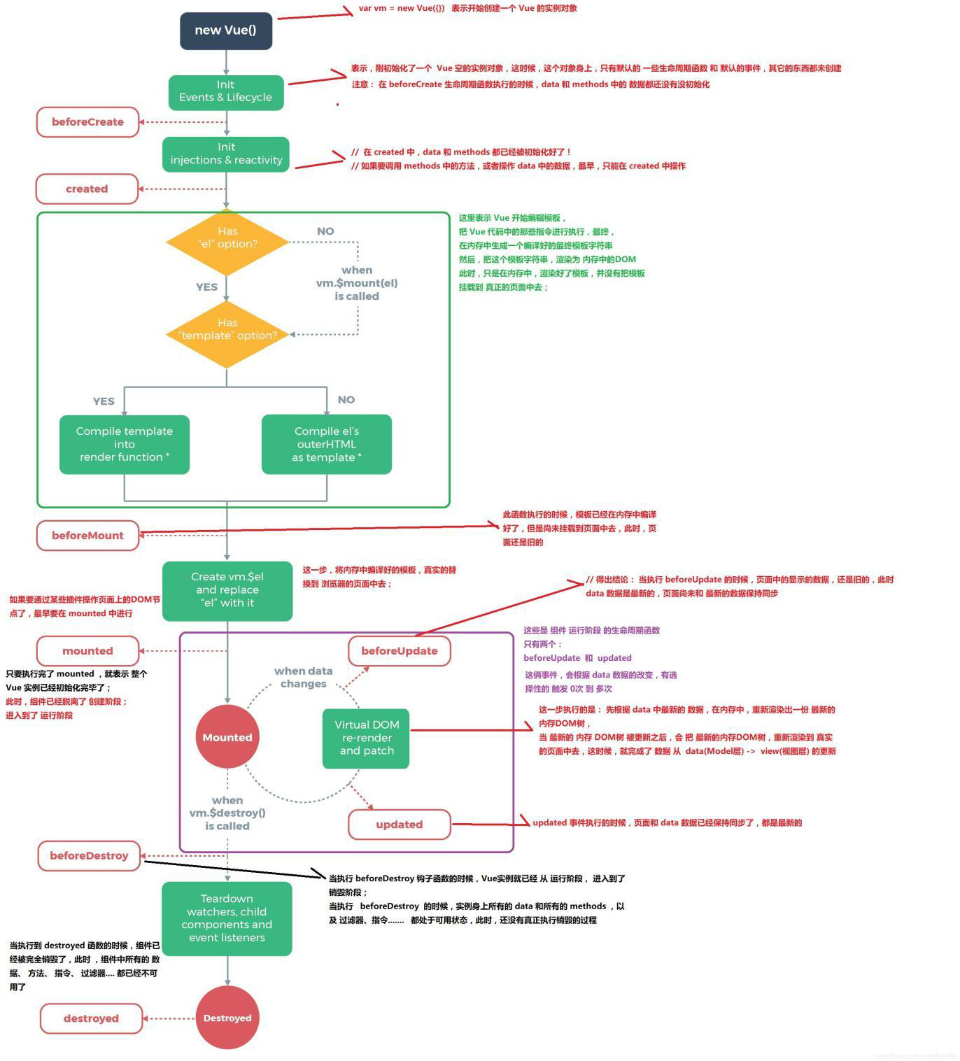 var vm = new Vue({}) 表示开始创建一个 Vue 的实例对象
new Vue()
表示，刚初始化了一个 Vue 空的实例对象，这时候，这个对象身上，只有默认的 一些生命周期函数 和 默认的事件，其它的东西都未创建
注意： 在 beforeCreate 生命周期函数执行的时候，data 和 methods 中的 数据都还没有没初始化
Init
Events & Lifecycle
beforeCreate
Init
injections & reactivity
// 在 created 中，data 和 methods 都已经被初始化好了！
// 如果要调用 methods 中的方法，或者操作 data 中的数据，最早，只能在 created 中操作
created
这里表示 Vue 开始编辑模板，
把 Vue 代码中的那些指令进行执行，最终，
在内存中生成一个编译好的最终模板字符串
然后，把这个模板字符串，渲染为 内存中的DOM
此时，只是在内存中，渲染好了模板，并没有把模板
挂载到 真正的页面中去；
Has
"el" option?
NO
when
vm.$mount(el)
is called
YES
Has
"template" option?
YES
NO
Compile template
into
render function *
Compile el's
outerHTML
as template *
beforeMount
此函数执行的时候，模板已经在内存中编译
好了，但是尚未挂载到页面中去，此时，页
面还是旧的
Create vm.$el
and replace
"el" with it
这一步，将内存中编译好的模板，真实的替
换到 浏览器的页面中去；
// 得出结论： 当执行 beforeUpdate 的时候，页面中的显示的数据，还是旧的，此时
data 数据是最新的，页面尚未和 最新的数据保持同步
如果要通过某些插件操作页面上的DOM节
点了，最早要在 mounted 中进行
mounted
只要执行完了 mounted ，就表示 整个
Vue 实例已经初始化完毕了；
此时，组件已经脱离了 创建阶段；
进入到了 运行阶段
beforeUpdate
这些是 组件 运行阶段 的生命周期函数
只有两个：
beforeUpdate 和 updated
这俩事件，会根据 data 数据的改变，有选
择性的 触发 0次 到 多次
when data
changes
Mounted
Virtual DOM
re-render
and patch
这一步执行的是： 先根据 data 中最新的 数据，在内存中，重新渲染出一份 最新的
内存DOM树，
当 最新的 内存 DOM树 被更新之后，会 把 最新的内存DOM树，重新渲染到 真实
的页面中去，这时候，就完成了 数据 从 data(Model层) -> view(视图层) 的更新
when
vm.$destroy()
is called
updated
updated 事件执行的时候，页面和 data 数据已经保持同步了，都是最新的
beforeDestroy
当执行 beforeDestroy 钩子函数的时候，Vue实例就已经 从 运行阶段，进入到了
销毁阶段；
当执行 beforeDestroy 的时候，实例身上所有的 data 和所有的 methods ，以
及 过滤器、指令....... 都处于可用状态，此时，还没有真正执行销毁的过程
Teardown
watchers, child
components and
event listeners
当执行到 destroyed 函数的时候，组件已
经被完全销毁了，此时 ，组件中所有的 数
据、 方法、 指令、 过滤器.... 都已经不可
用了
destroyed
Destroyed